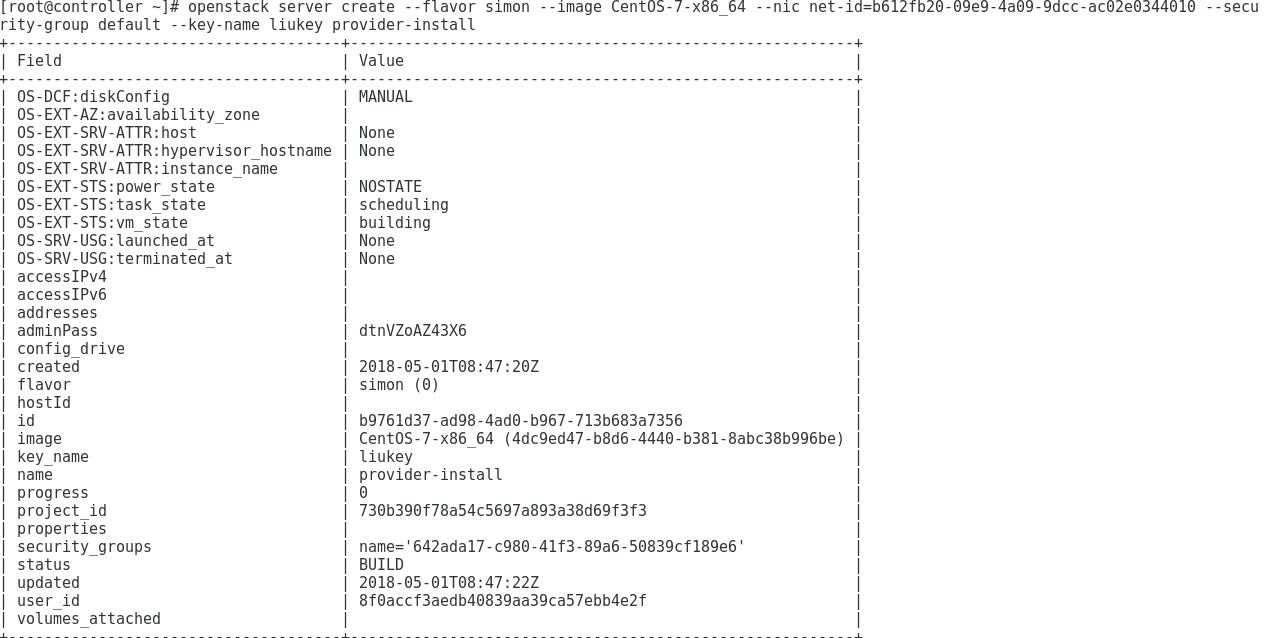 [root@controller ~]# openstack server create --flavor simon --image CentOS-7-x86_64 --nic net-id=b612fb20-09e9-4a09-9dcc-ac02e0344010 --secu
rity-group default --key-name liukey provider-install
+-------------------------------------+------------------------------------------------------+
| Field                               | Value                                                |
+-------------------------------------+------------------------------------------------------+
| OS-DCF:diskConfig                   | MANUAL                                               |
| OS-EXT-AZ:availability_zone         |                                                      |
| OS-EXT-SRV-ATTR:host                | None                                                 |
| OS-EXT-SRV-ATTR:hypervisor_hostname | None                                                 |
| OS-EXT-SRV-ATTR:instance_name       |                                                      |
| OS-EXT-STS:power_state              | NOSTATE                                              |
| OS-EXT-STS:task_state               | scheduling                                           |
| OS-EXT-STS:vm_state                 | building                                             |
| OS-SRV-USG:launched_at              | None                                                 |
| OS-SRV-USG:terminated_at            | None                                                 |
| accessIPv4                          |                                                      |
| accessIPv6                          |                                                      |
| addresses                           |                                                      |
| adminPass                           | dtnVZoAZ43X6                                         |
| config_drive                        |                                                      |
| created                             | 2018-05-01T08:47:20Z                                 |
| flavor                              | simon (0)                                            |
| hostId                              |                                                      |
| id                                  | b9761d37-ad98-4ad0-b967-713b683a7356                 |
| image                               | CentOS-7-x86_64 (4dc9ed47-b8d6-4440-b381-8abc38b996be) |
| key_name                            | liukey                                               |
| name                                | provider-install                                     |
| progress                            | 0                                                    |
| project_id                          | 730b390f78a54c5697a893a38d69f3f3                     |
| properties                          |                                                      |
| security_groups                     | name='642ada17-c980-41f3-89a6-50839cf189e6'          |
| status                              | BUILD                                                |
| updated                             | 2018-05-01T08:47:22Z                                 |
| user_id                             | 8f0accf3aedb40839aa39ca57ebb4e2f                     |
| volumes_attached                    |                                                      |
+-------------------------------------+------------------------------------------------------+